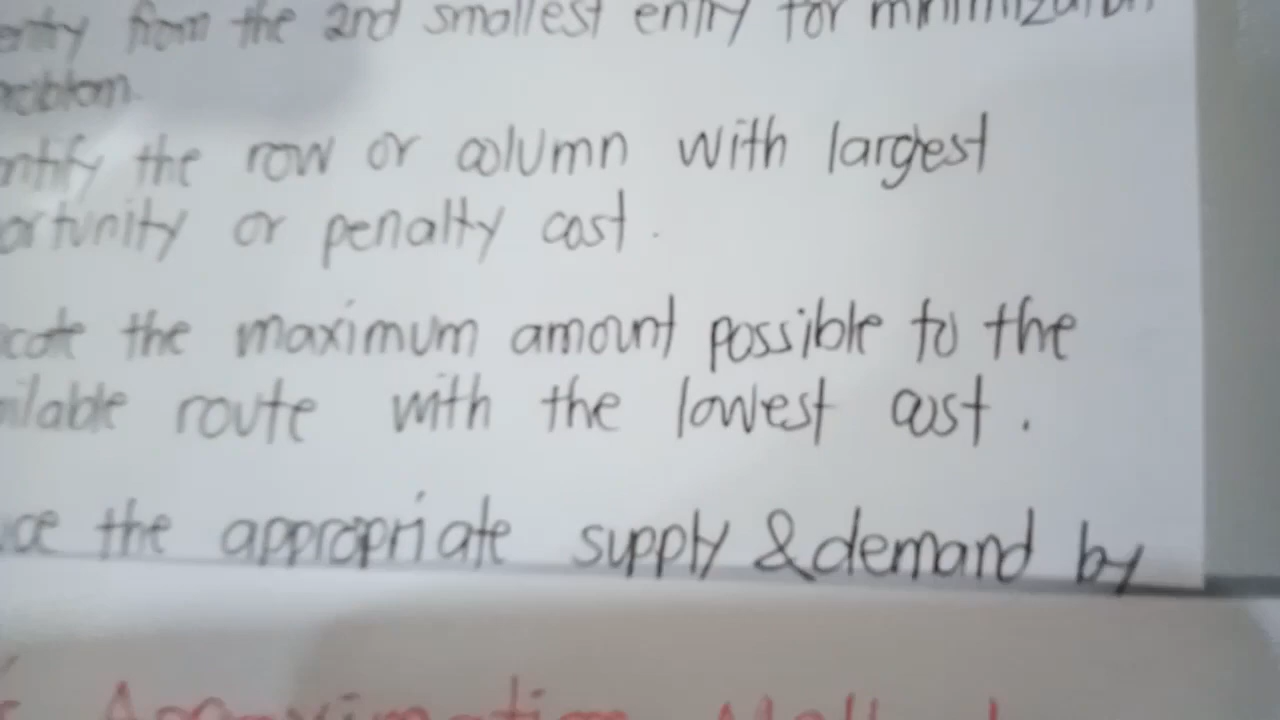 from the 2nd smallest entry for
the row or column with largest
or penalty cost.
the maximum amount possible to the
route with the lowest cost.
the appropriate supply & demand by
Approximation